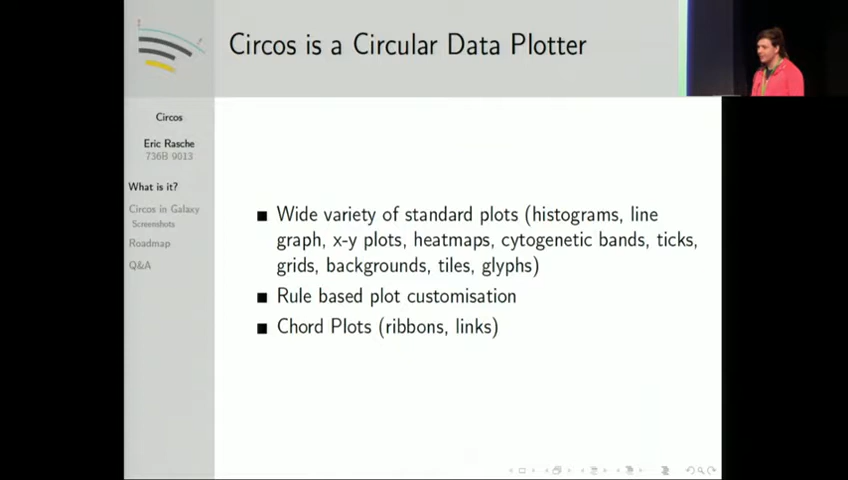 Circos is a Circular Data Plotter
Circos
Eric Rasche
736B 9013
What is it?
Circos in Galaxy
Screenshots
Roadmap
Q&A
■ Wide variety of standard plots (histograms, line
graph, x-y plots, heatmaps, cytogenetic bands, ticks,
grids, backgrounds, tiles, glyphs)
■ Rule based plot customisation
■ Chord Plots (ribbons, links)